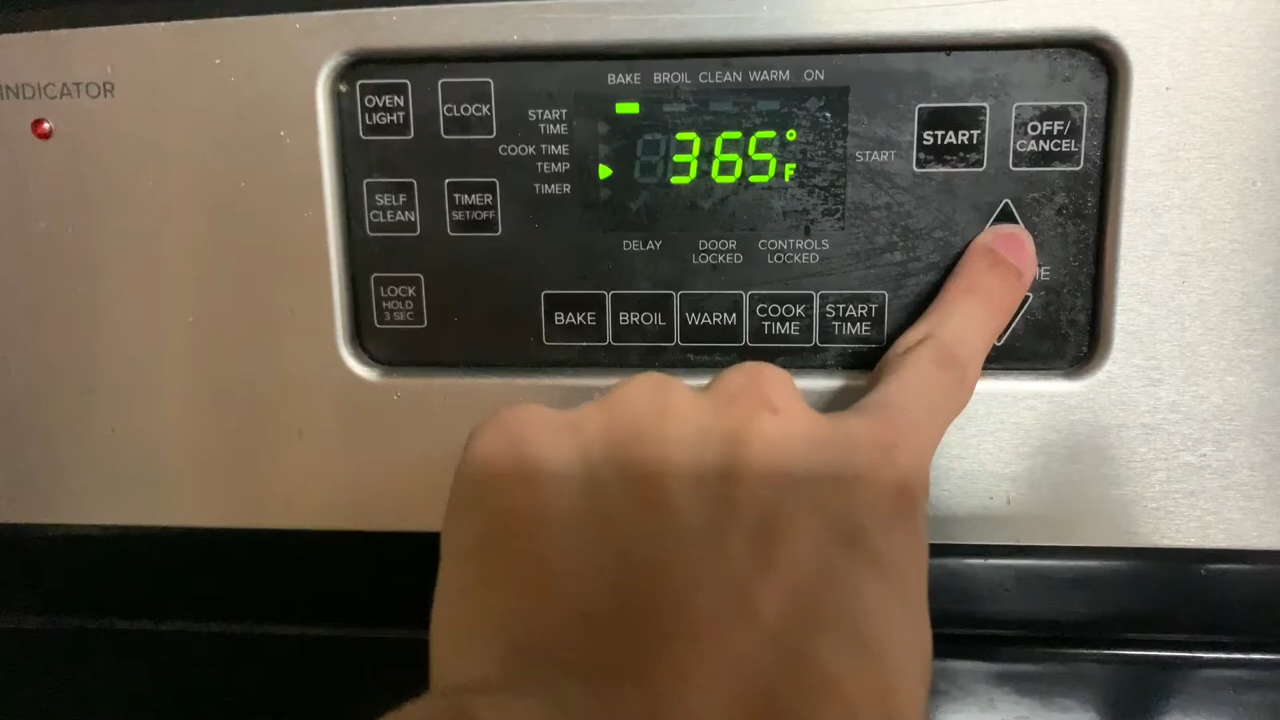 INDICATOR
BAKE BROIL CLEAN WARM ON
OVEN
LIGHT
CLOCK
START
TIME
COOK TIME
TEMP
TIMER
365°F
START
START
OFF/
CANCEL
SELF
CLEAN
TIMER
SET/OFF
DELAY
DOOR
LOCKED
CONTROLS
LOCKED
LOCK
HOLD
3 SEC
BAKE
BROIL
WARM
COOK
TIME
START
TIME